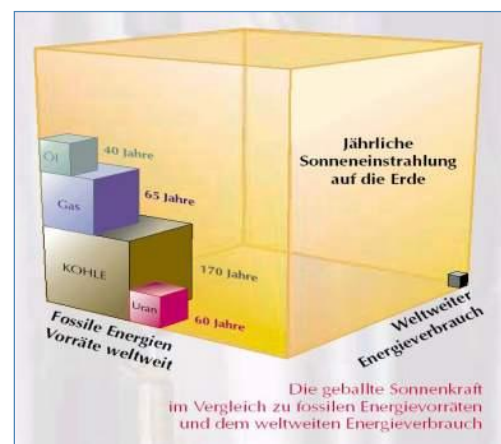 Jährliche
Sonneneinstrahlung
auf die Erde
Öl
40 Jahre
Gas
65 Jahre
KOHLE
170 Jahre
Uran
60 Jahre
Fossile Energien
Vorräte weltweit
Weltweiter
Energieverbrauch
Die geballte Sonnenkraft
im Vergleich zu fossilen Energievorräten
und dem weltweiten Energieverbrauch